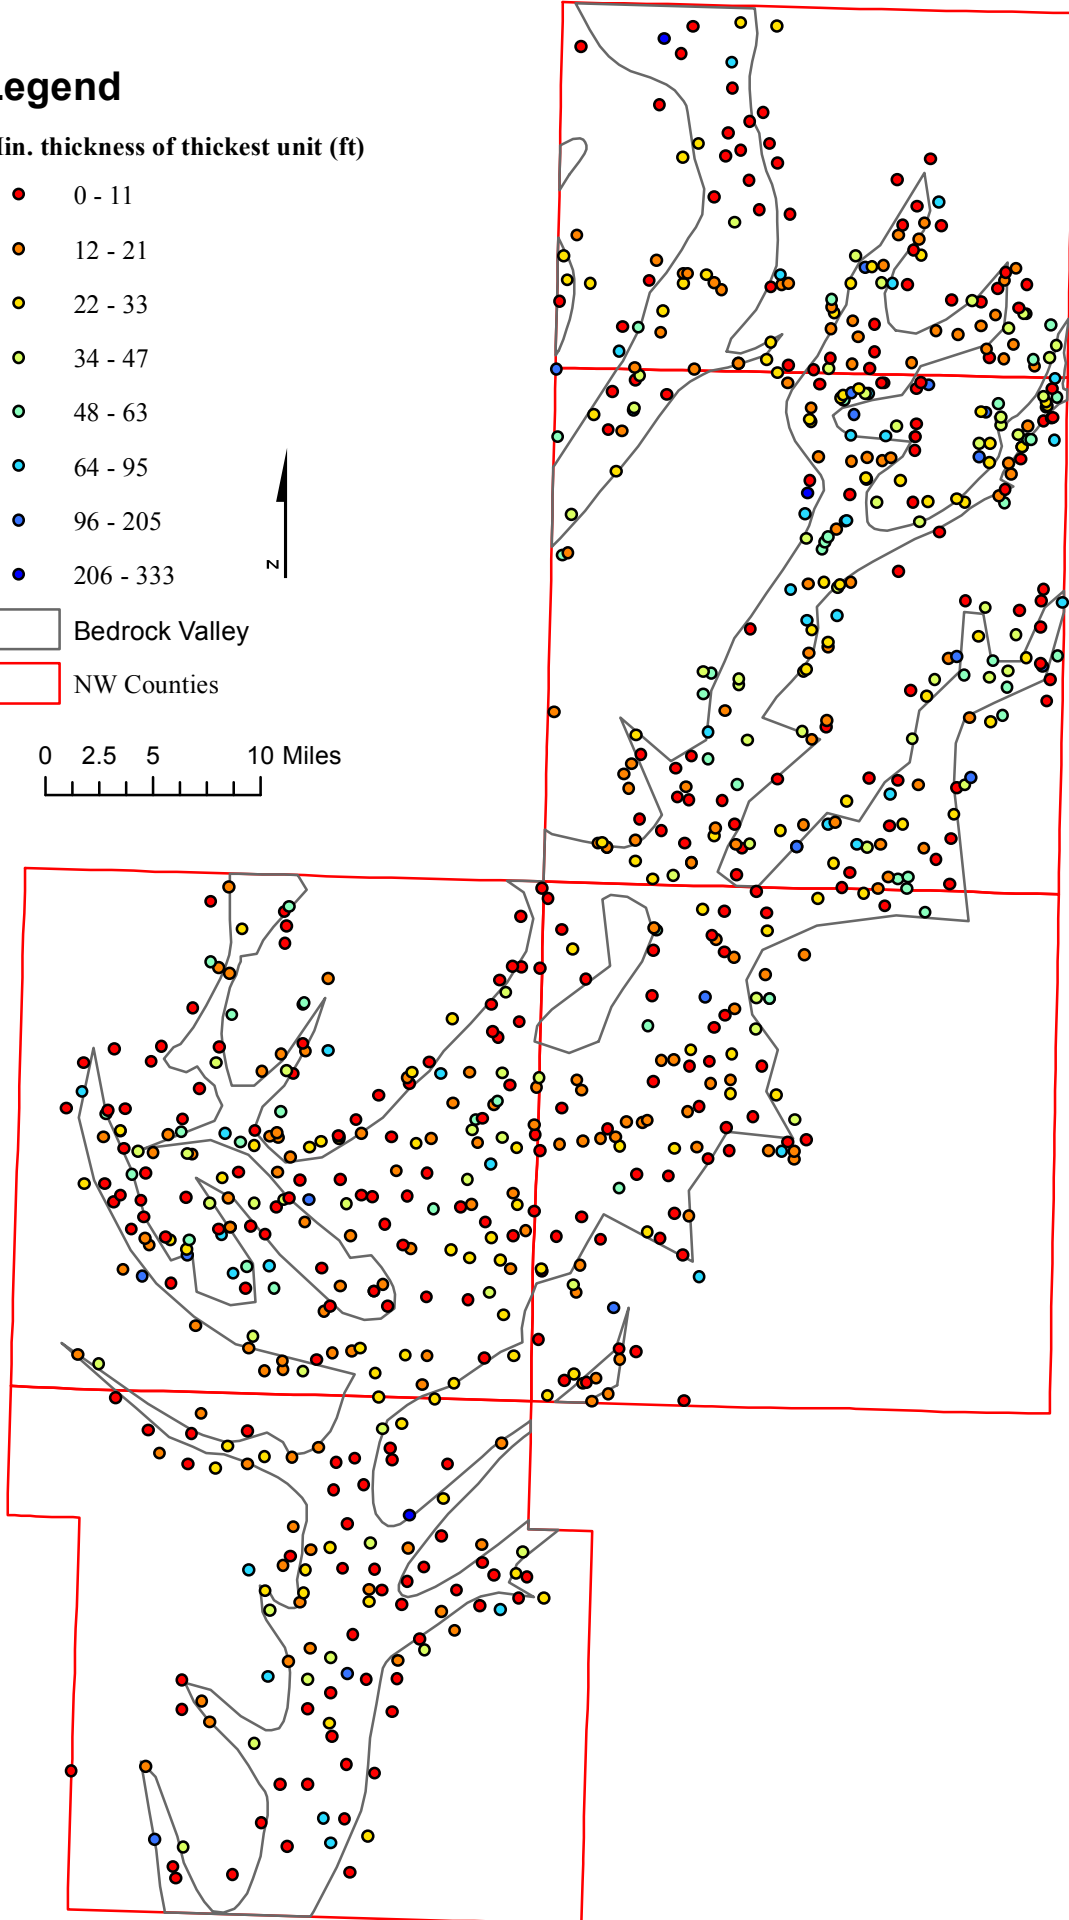 egend
in. thickness of thickest unit (ft)
0 - 11
12 - 21
22 - 33
34 - 47
48 - 63
64 - 95
96 - 205
206 - 333
Bedrock Valley
NW Counties
0 2.5 5 10 Miles
N